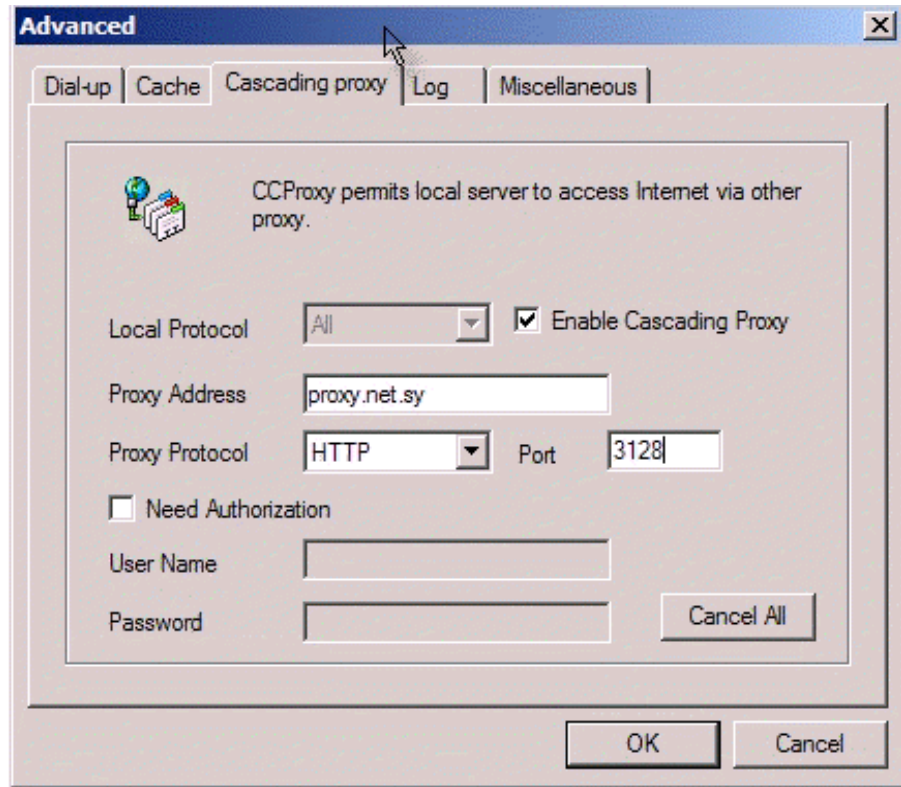 Advanced
Dial-up Cache Cascading proxy Log Miscellaneous
CCProxy permits local server to access Internet via other
proxy.
Local Protocol All Enable Cascading Proxy
Proxy Address proxy.net.sy
Proxy Protocol HTTP Port 3128
Need Authorization
User Name
Password Cancel All
OK Cancel